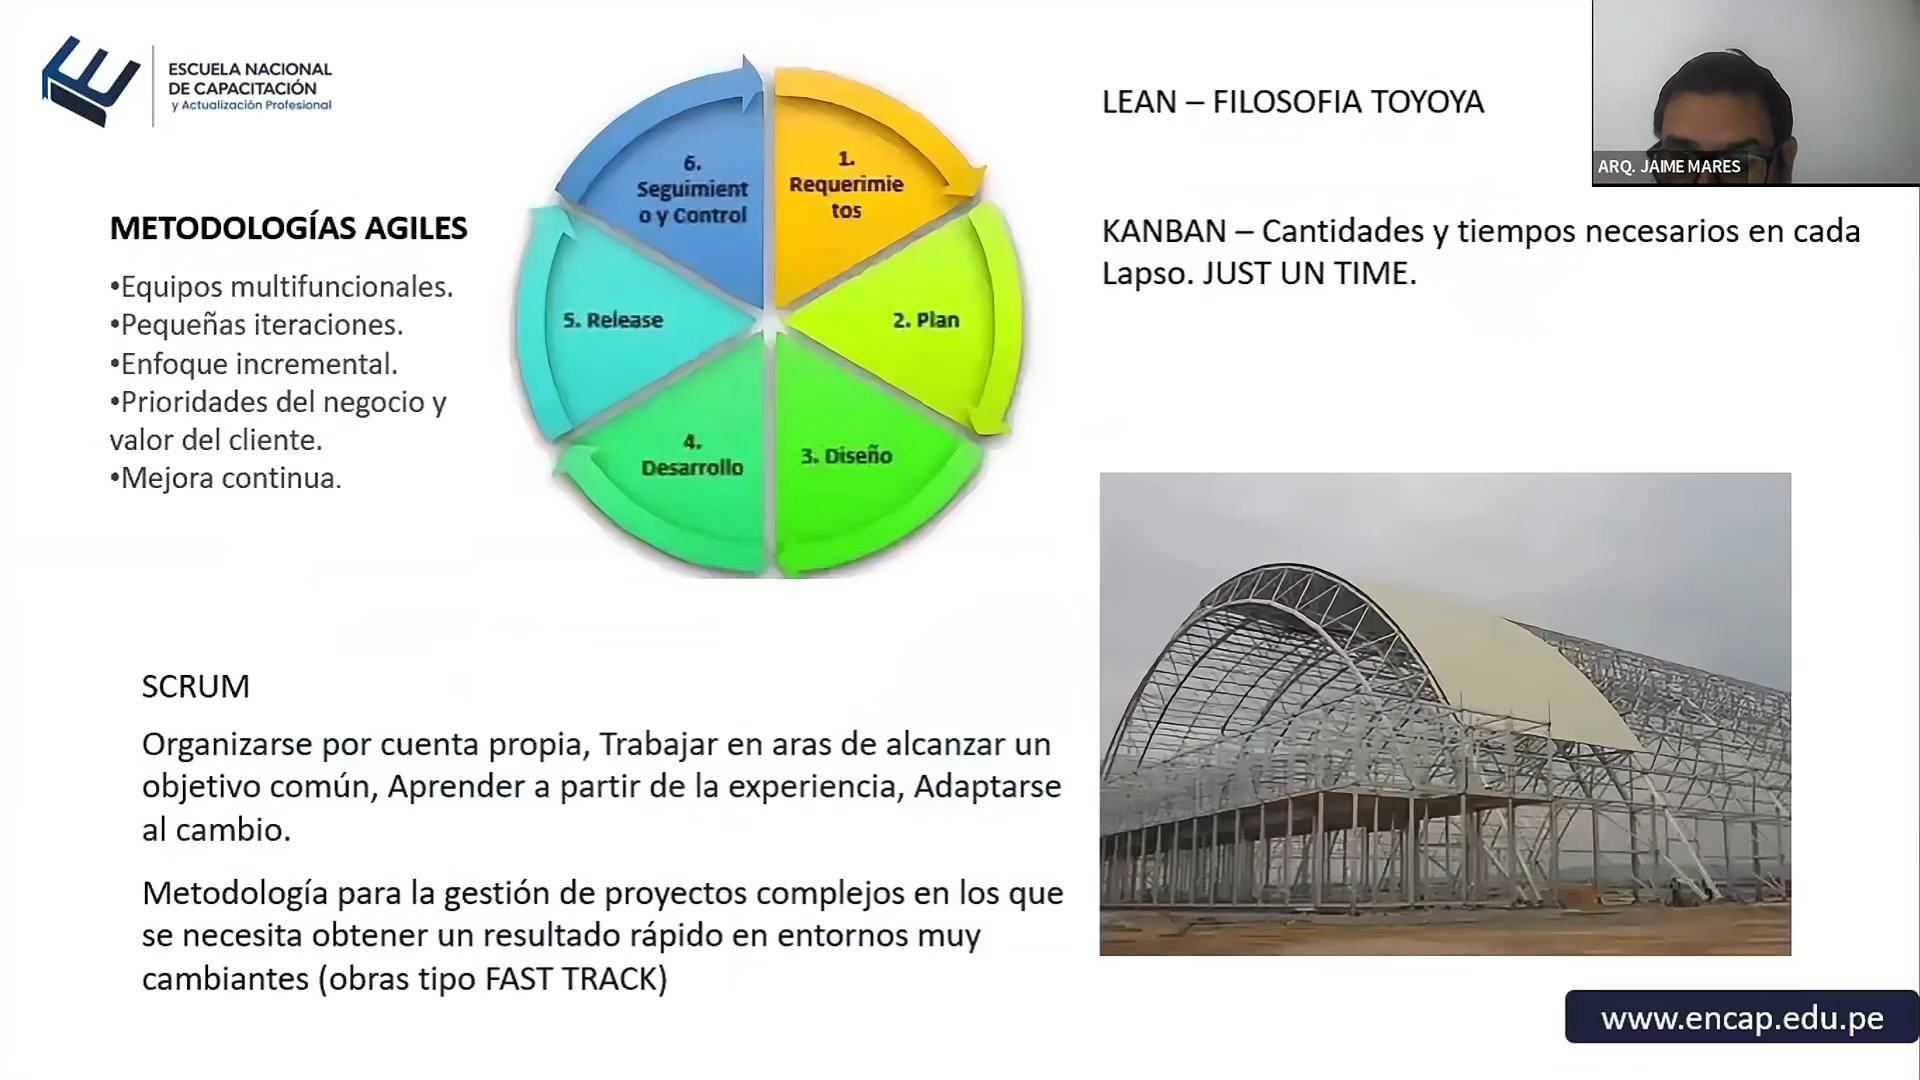 ESCUELA NACIONAL
DE CAPACITACIÓN
y Actualización Profesional
METODOLOGÍAS AGILES
•Equipos multifuncionales.
•Pequeñas iteraciones.
•Enfoque incremental.
•Prioridades del negocio y
valor del cliente.
•Mejora continua.
6.
Seguimient
o y Control
1.
Requerimie
tos
5. Release
2. Plan
4.
Desarrollo
3. Diseño
LEAN – FILOSOFIA TOYOYA
ARQ. JAIME MARES
KANBAN – Cantidades y tiempos necesarios en cada
Lapso. JUST UN TIME.
SCRUM
Organizarse por cuenta propia, Trabajar en aras de alcanzar un
objetivo común, Aprender a partir de la experiencia, Adaptarse
al cambio.
Metodología para la gestión de proyectos complejos en los que
se necesita obtener un resultado rápido en entornos muy
cambiantes (obras tipo FAST TRACK)
www.encap.edu.pe